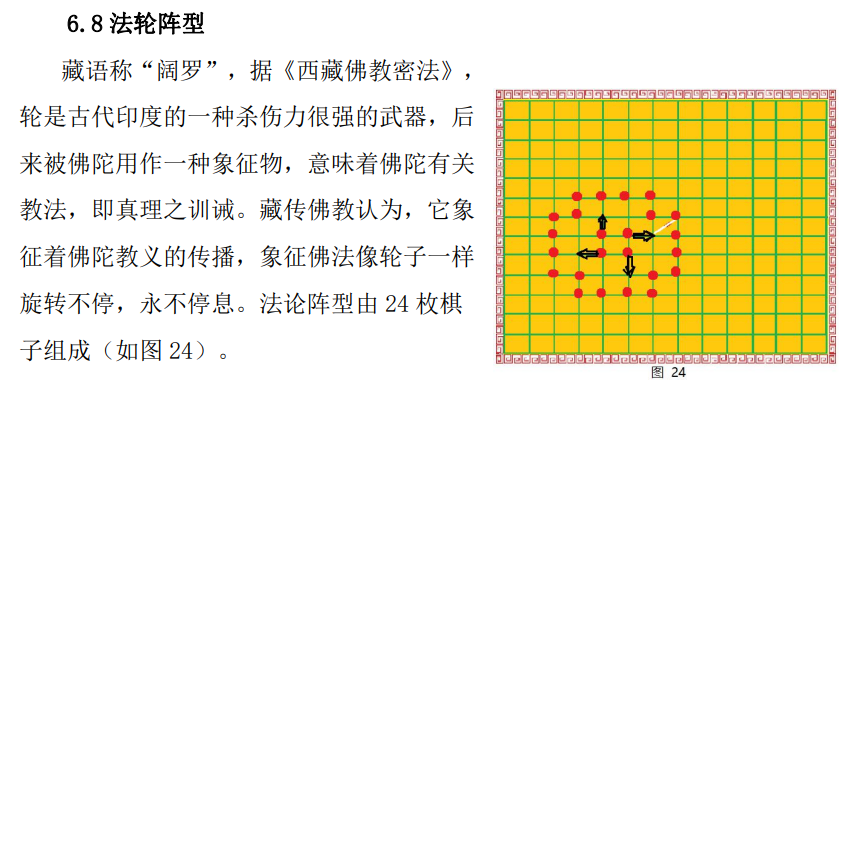 6.8 法轮阵型
藏语称“阔罗”，据《西藏佛教密法》，
轮是古代印度的一种杀伤力很强的武器，后
来被佛陀用作一种象征物，意味着佛陀有关
教法，即真理之训诫。藏传佛教认为，它象
征着佛陀教义的传播，象征佛法像轮子一样
旋转不停，永不停息。法论阵型由 24 枚棋
子组成（如图 24）。
图 24